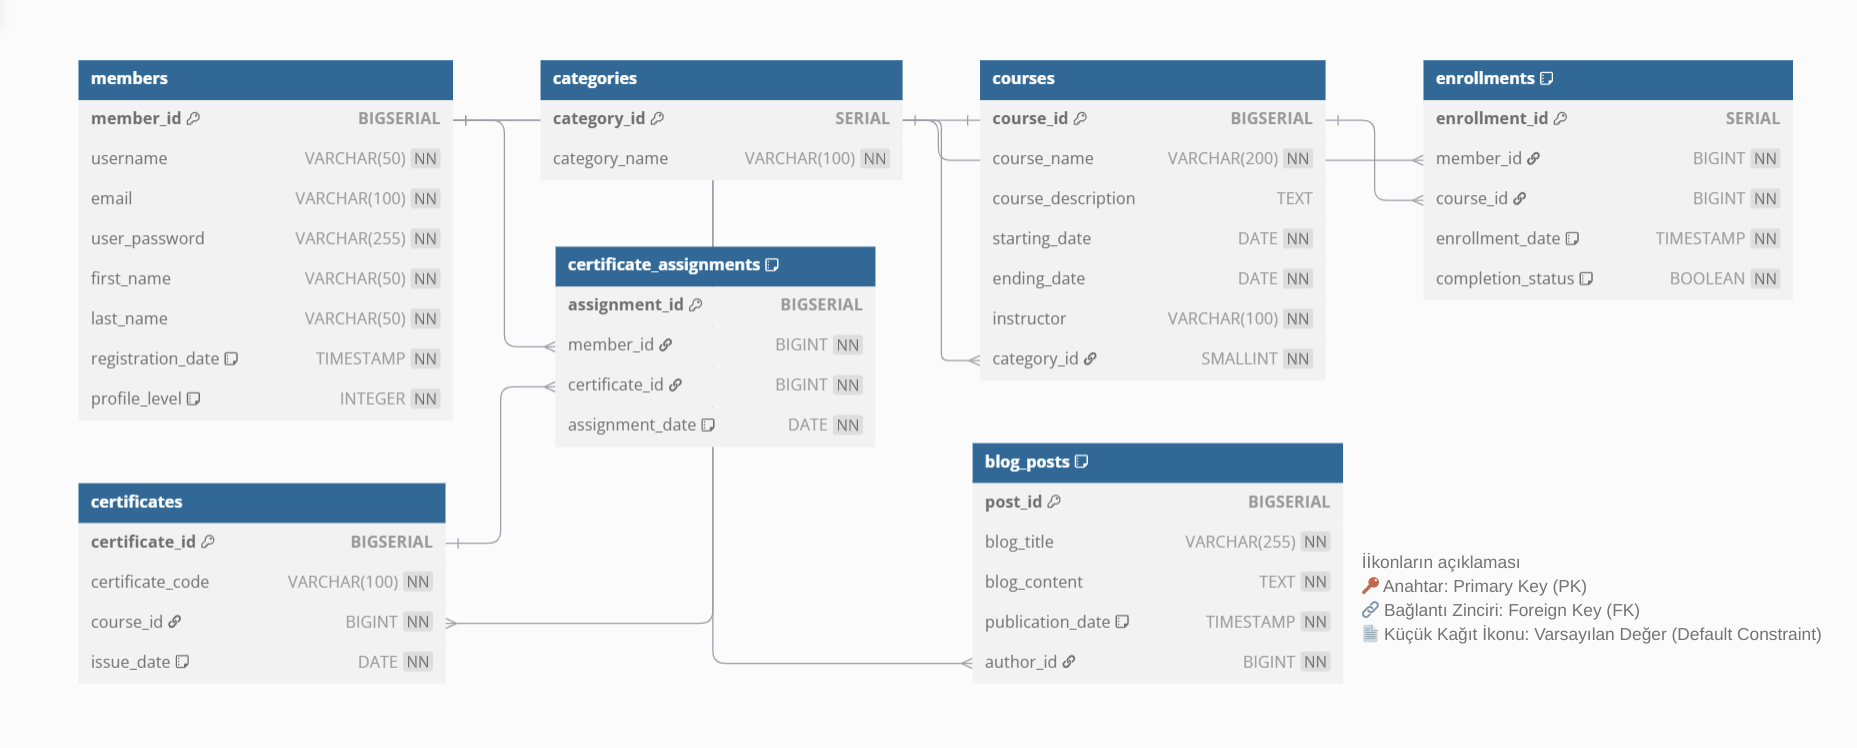 members
member_id BIGSERIAL
username VARCHAR(50) NN
email VARCHAR(100) NN
user_password VARCHAR(255) NN
first_name VARCHAR(50) NN
last_name VARCHAR(50) NN
registration_date TIMESTAMP NN
profile_level INTEGER NN
categories
category_id SERIAL
category_name VARCHAR(100) NN
courses
course_id BIGSERIAL
course_name VARCHAR(200) NN
course_description TEXT
starting_date DATE NN
ending_date DATE NN
instructor VARCHAR(100) NN
category_id SMALLINT NN
enrollments
enrollment_id SERIAL
member_id BIGINT NN
course_id BIGINT NN
enrollment_date TIMESTAMP NN
completion_status BOOLEAN NN
certificate_assignments
assignment_id BIGSERIAL
member_id BIGINT NN
certificate_id BIGINT NN
assignment_date DATE NN
certificates
certificate_id BIGSERIAL
certificate_code VARCHAR(100) NN
course_id BIGINT NN
issue_date DATE NN
blog_posts
post_id BIGSERIAL
blog_title VARCHAR(255) NN
blog_content TEXT NN
publication_date TIMESTAMP NN
author_id BIGINT NN
İİkonların açıklaması
Anahtar: Primary Key (PK)
Bağlantı Zinciri: Foreign Key (FK)
Küçük Kağıt İkonu: Varsayılan Değer (Default Constraint)